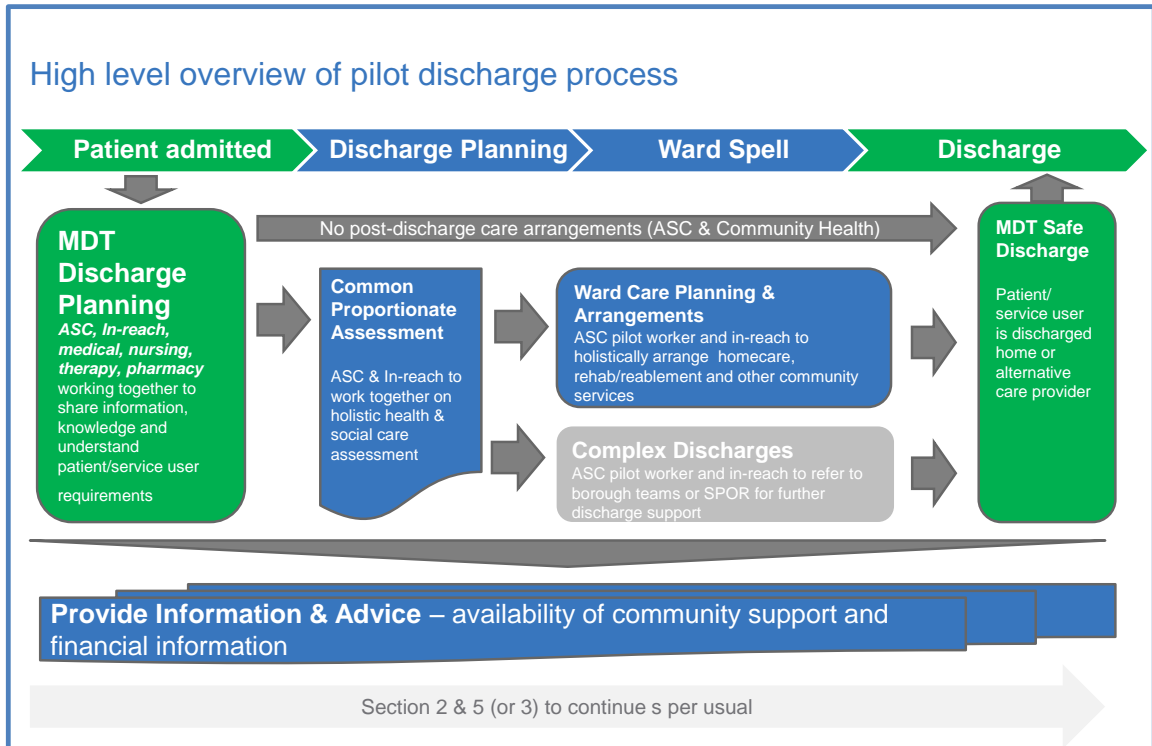 High level overview of pilot discharge process
Patient admitted
Discharge Planning
Ward Spell
Discharge
MDT
Discharge
Planning
ASC, In-reach,
medical, nursing,
therapy, pharmacy
working together to
share information,
knowledge and
understand
patient/service user
requirements
No post-discharge care arrangements (ASC & Community Health)
Common
Proportionate
Assessment
ASC & In-reach to
work together on
holistic health &
social care
assessment
Ward Care Planning &
Arrangements
ASC pilot worker and in-reach to
holistically arrange homecare,
rehab/reablement and other community
services
Complex Discharges
ASC pilot worker and in-reach to refer to
borough teams or SPOR for further
discharge support
MDT Safe
Discharge
Patient/
service user
is discharged
home or
alternative
care provider
Provide Information & Advice – availability of community support and
financial information
Section 2 & 5 (or 3) to continue s per usual